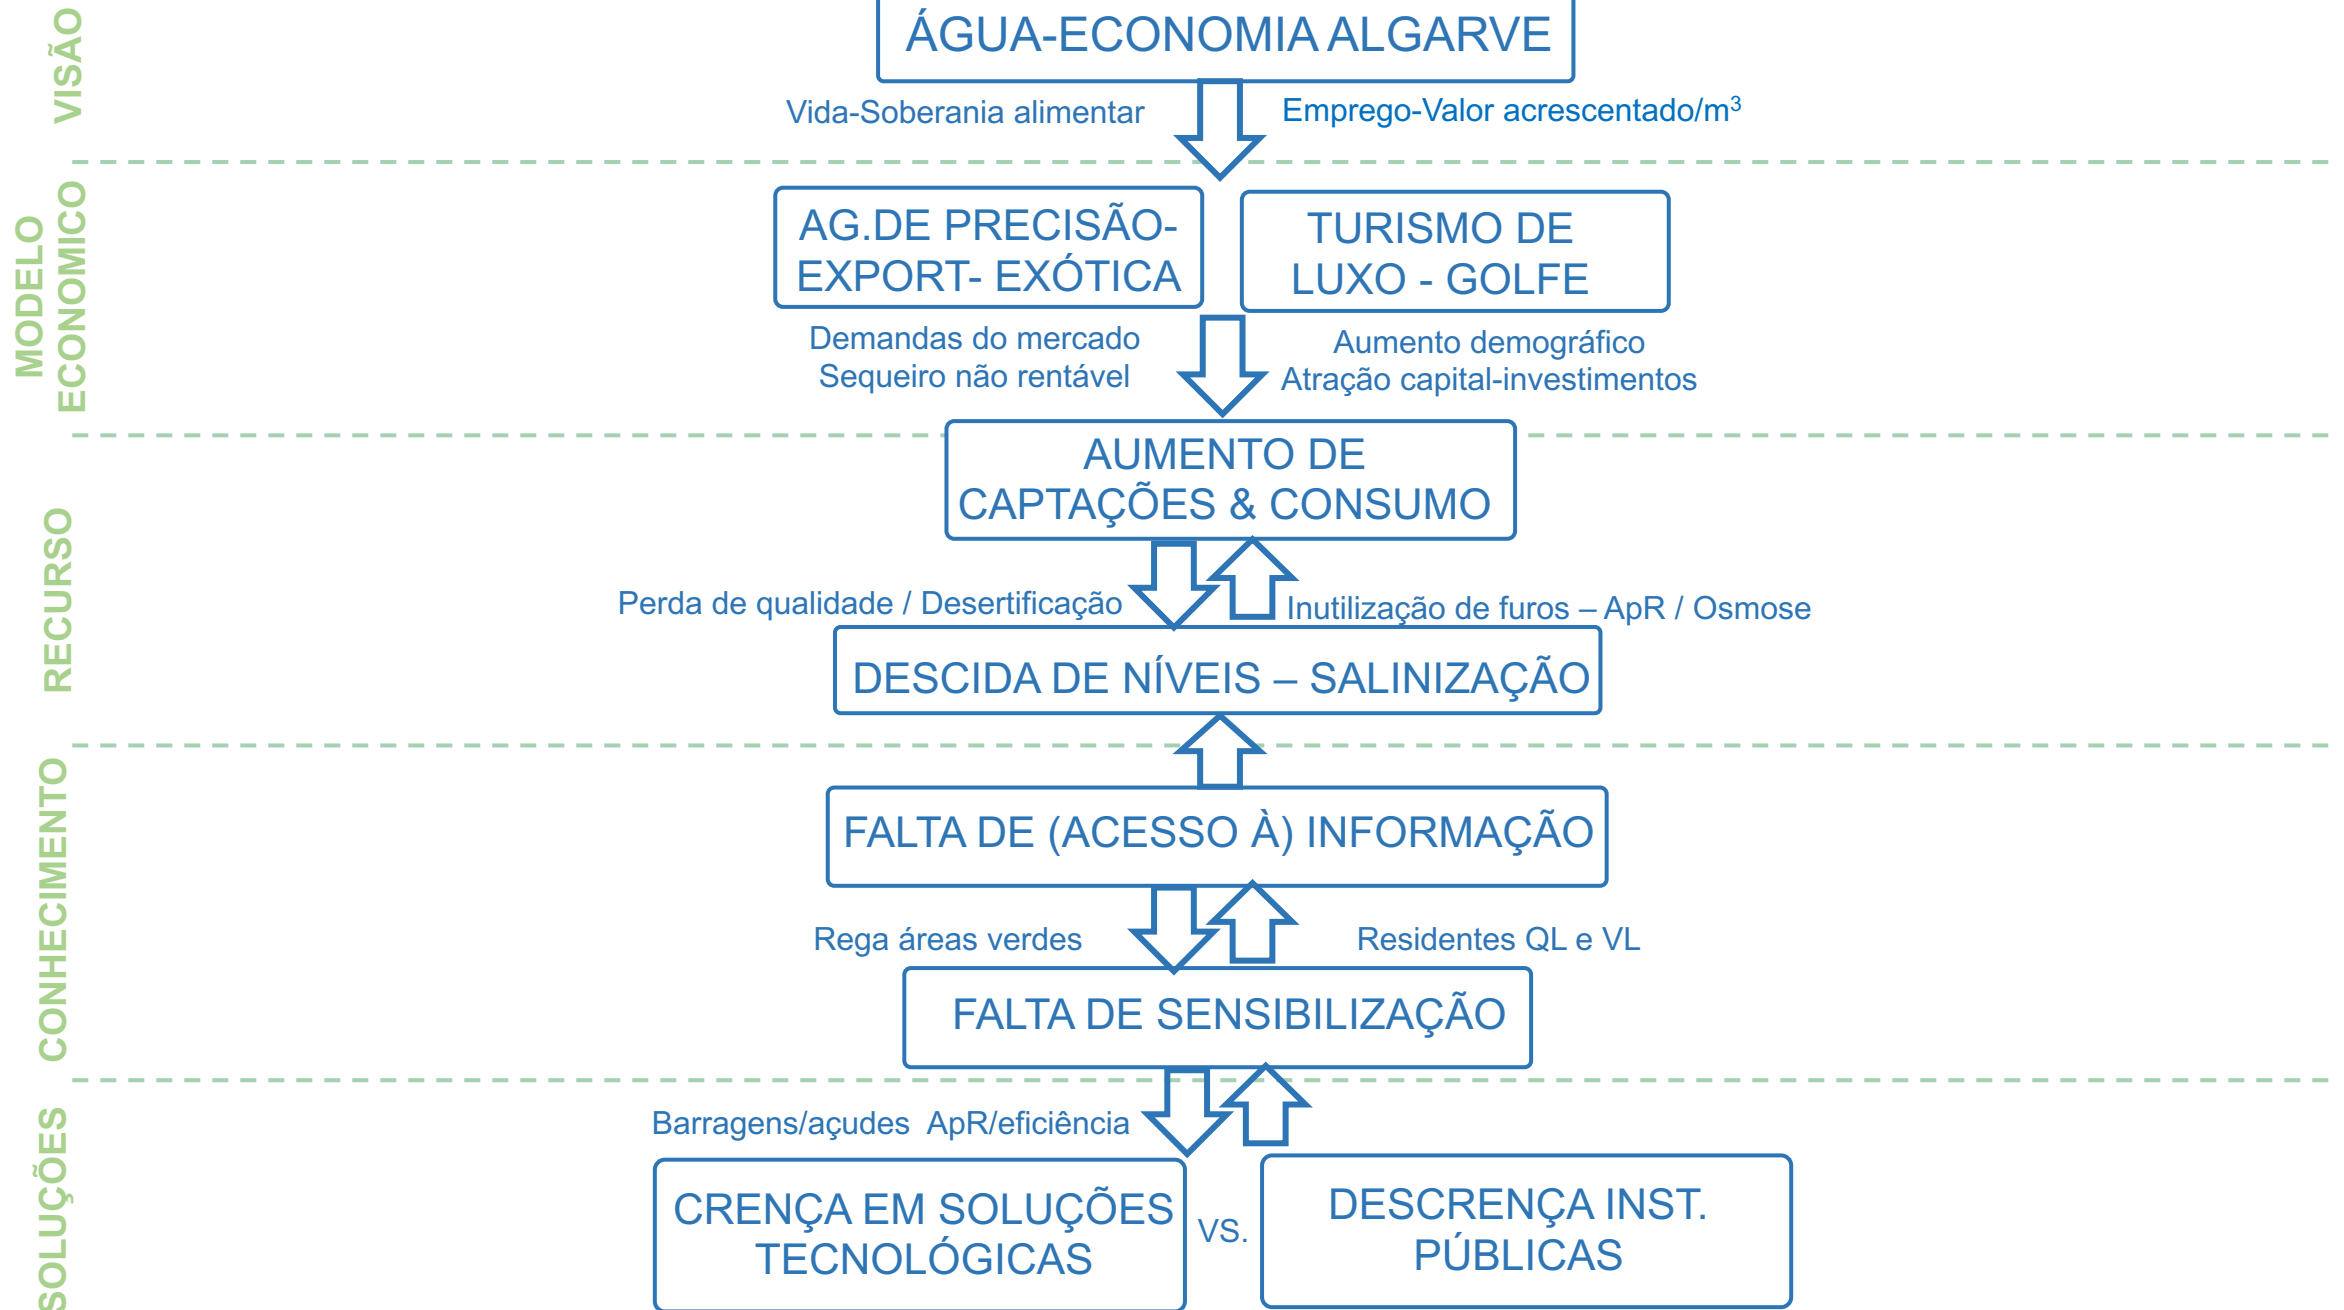 VISÃO
ÁGUA-ECONOMIA ALGARVE
Vida-Soberania alimentar
Emprego-Valor acrescentado/m³
MODELO
ECONOMICO
AG.DE PRECISÃO-
EXPORT- EXÓTICA
TURISMO DE
LUXO - GOLFE
Demandas do mercado
Sequeiro não rentável
Aumento demográfico
Atração capital-investimentos
RECURSO
AUMENTO DE
CAPTAÇÕES & CONSUMO
Perda de qualidade / Desertificação
Inutilização de furos – ApR / Osmose
DESCIDA DE NÍVEIS – SALINIZAÇÃO
CONHECIMENTO
FALTA DE (ACESSO À) INFORMAÇÃO
Rega áreas verdes
Residentes QL e VL
FALTA DE SENSIBILIZAÇÃO
SOLUÇÕES
Barragens/açudes ApR/eficiência
CRENÇA EM SOLUÇÕES
TECNOLÓGICAS
VS.
DESCRENÇA INST.
PÚBLICAS